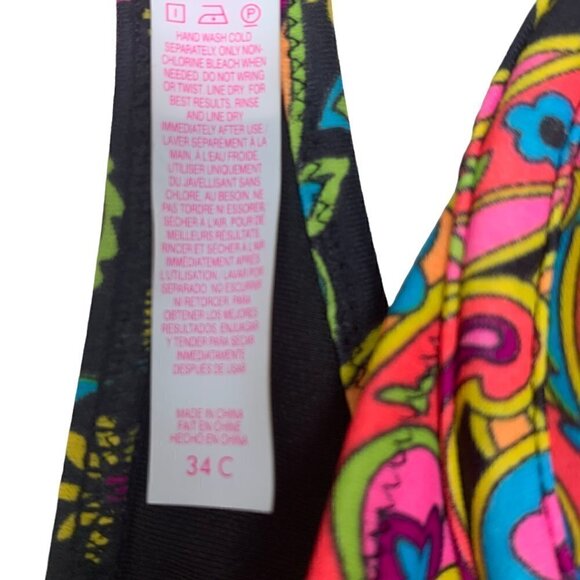 HAND WASH COLD
SEPARATELY. ONLY NON-
CHLORINE BLEACH WHEN
NEEDED. DO NOT WRING
OR TWIST. LINE DRY. FOR
BEST RESULTS, RINSE
AND LINE DRY
IMMEDIATELY AFTER USE /
LAVER SÉPARÉMENT À LA
MAIN, À L'EAU FROIDE.
UTILISER UNIQUEMENT
DU JAVELLISANT SANS
CHLORE, AU BESOIN. NE
PAS TORDRE NI ESSORER.
SÉCHER À L'AIR. POUR DE
MEILLEURS RÉSULTATS,
RINCER ET SÉCHER À L'AIR
IMMÉDIATEMENT APRÈS
L'UTILISATION. LAVAR POR
SEPARADO. NO ESCURRIR
NI RETORCER. PARA
OBTENER LOS MEJORES
RESULTADOS, ENJUAGAR
Y TENDER PARA SECAR
IMMEDIATAMENTE
DESPUÉS DE USAR.
MADE IN CHINA
FAIT EN CHINE
HECHO EN CHINA
34 C